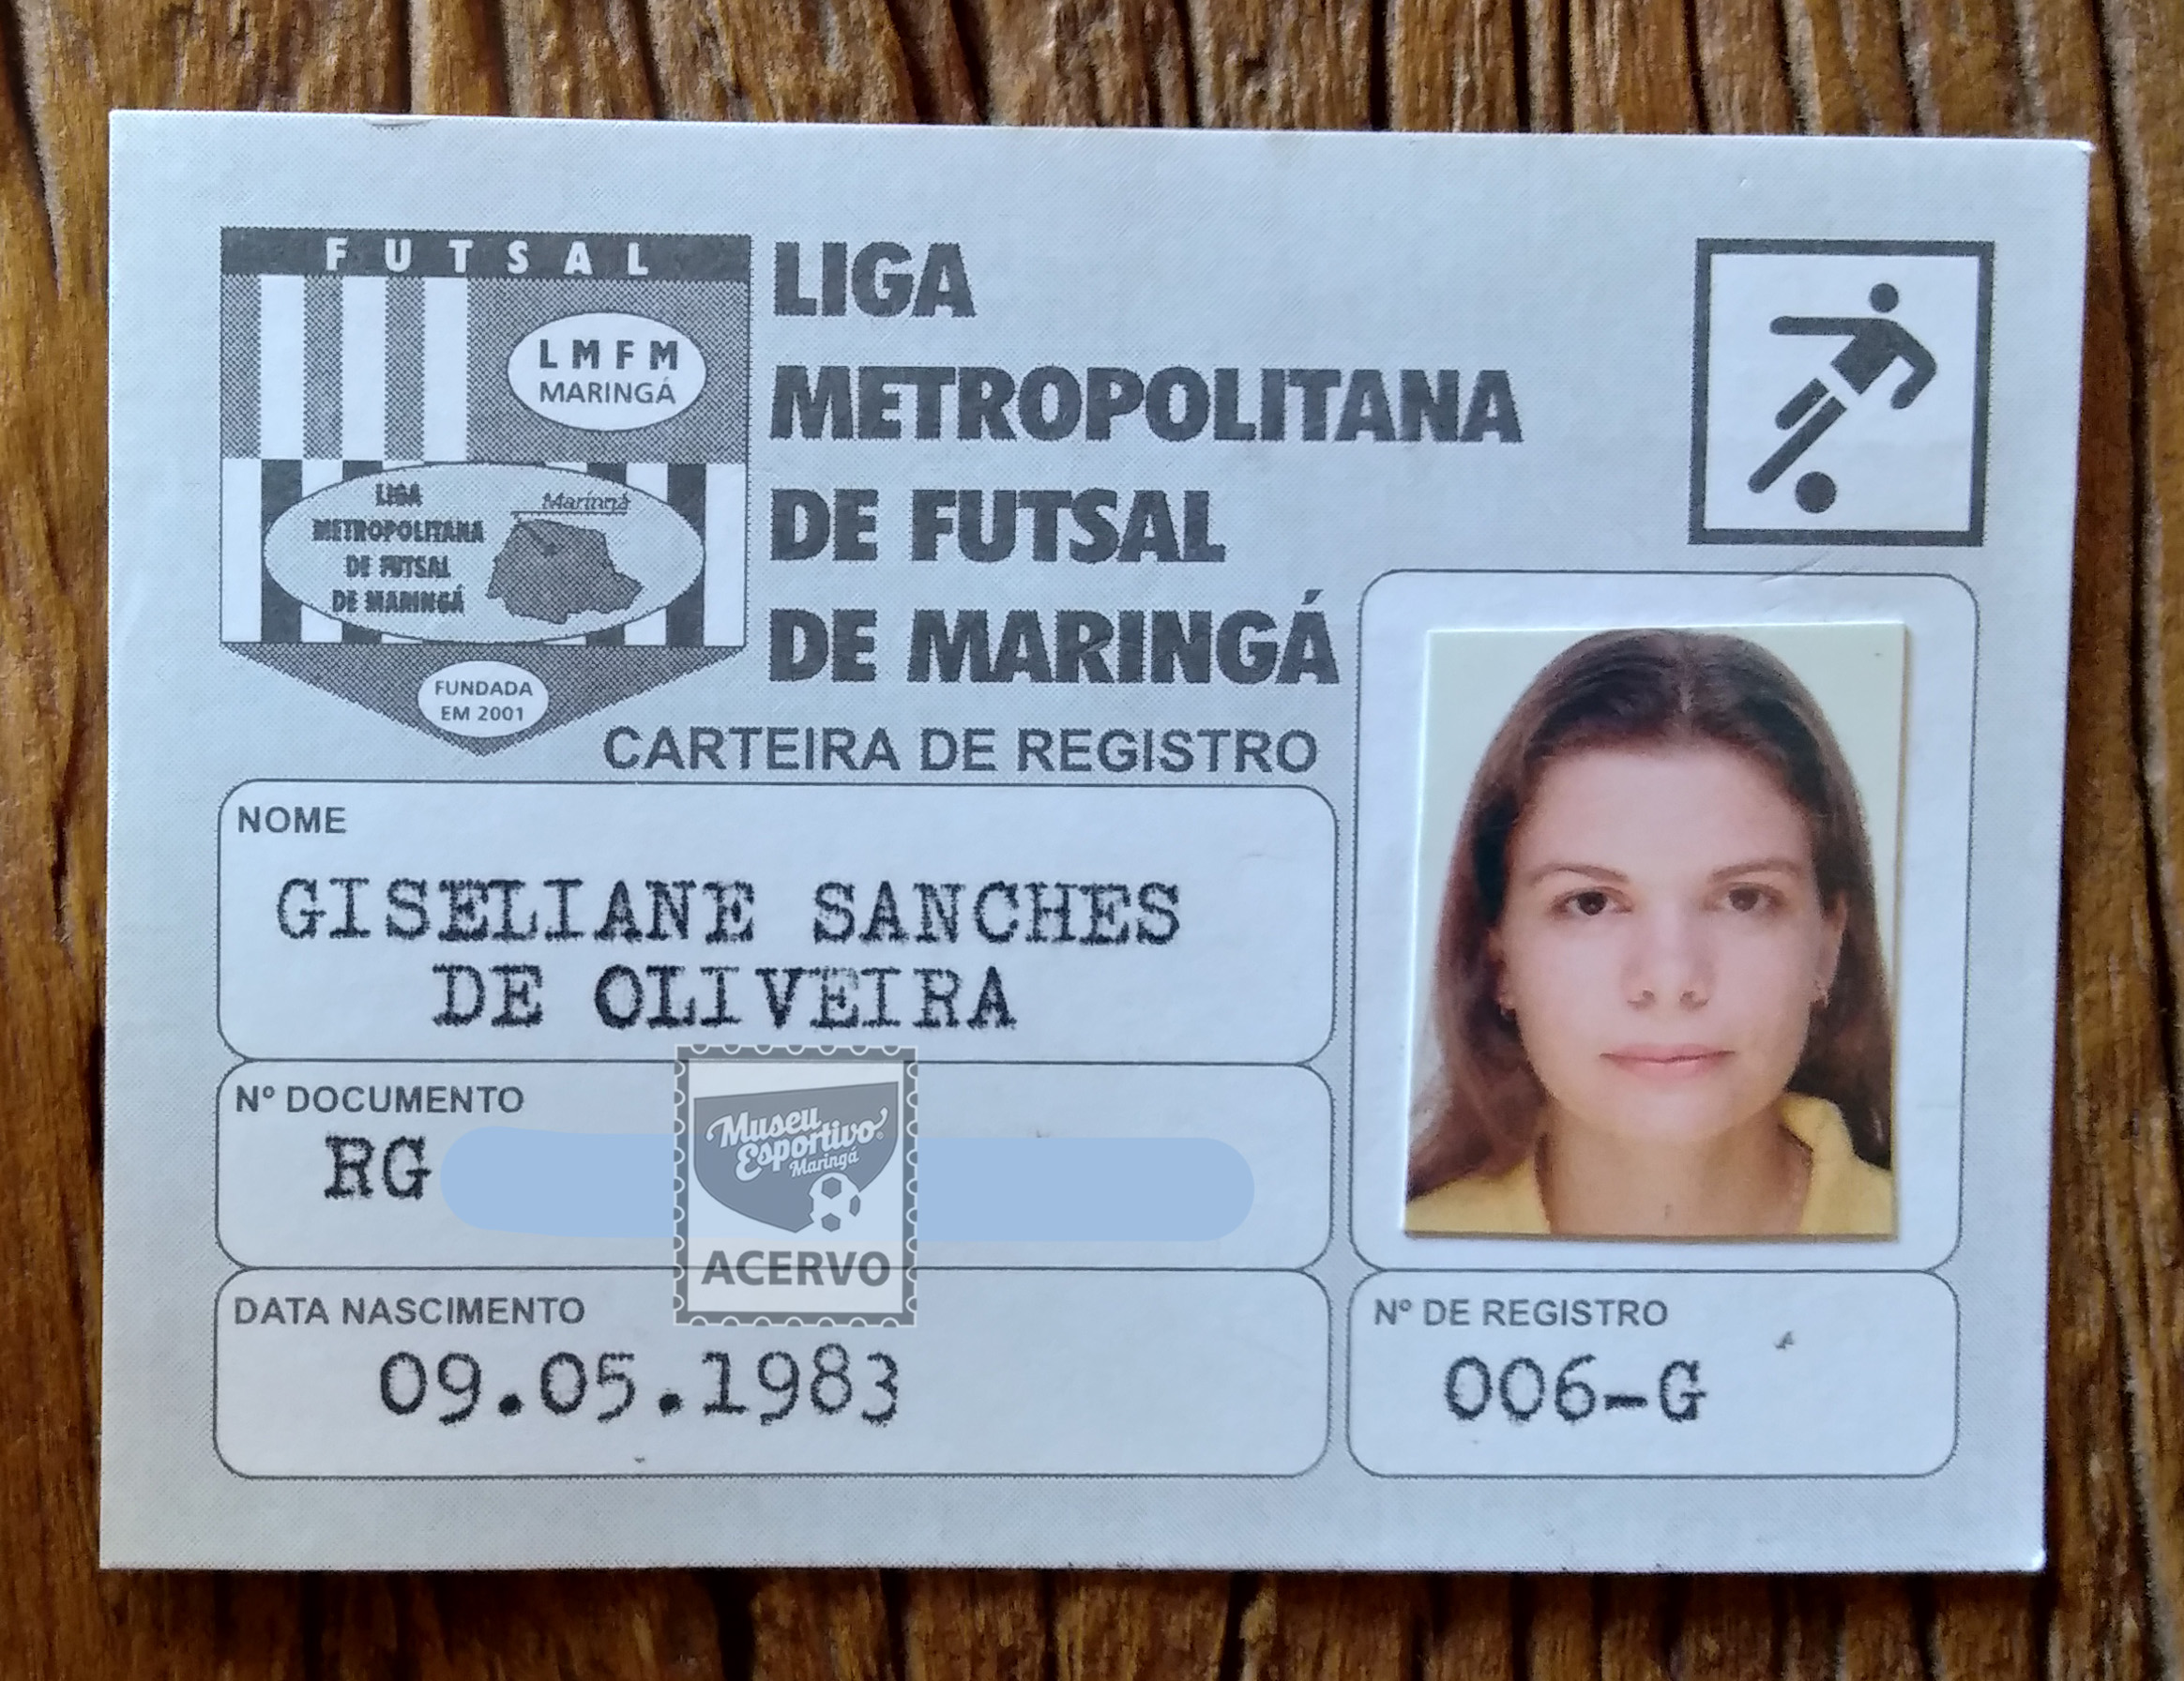 FUTSAL
LMFM
MARINGÁ
LIGA
METROPOLITANA
DE FUTSAL
DE MARINGÁ
Maringá
FUNDADA
EM 2001
LIGA
METROPOLITANA
DE FUTSAL
DE MARINGÁ
CARTEIRA DE REGISTRO
NOME
GISELIANE SANCHES
DE OLIVEIRA
Nº DOCUMENTO
RG
Museu
Esportivo
Maringá
ACERVO
DATA NASCIMENTO
09.05.1983
Nº DE REGISTRO
006-G